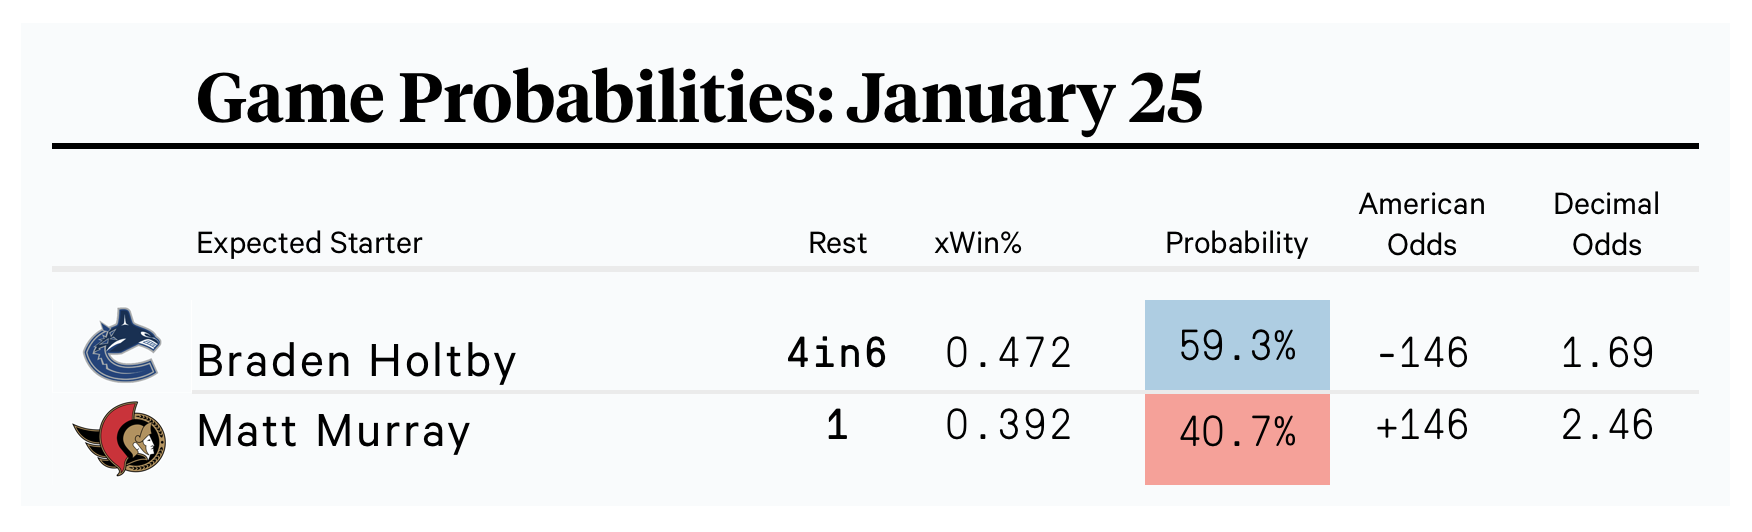 Game Probabilities: January 25
Expected Starter Rest xWin% Probability American Odds Decimal Odds
Braden Holtby 4in6 0.472 59.3% -146 1.69
Matt Murray 1 0.392 40.7% +146 2.46